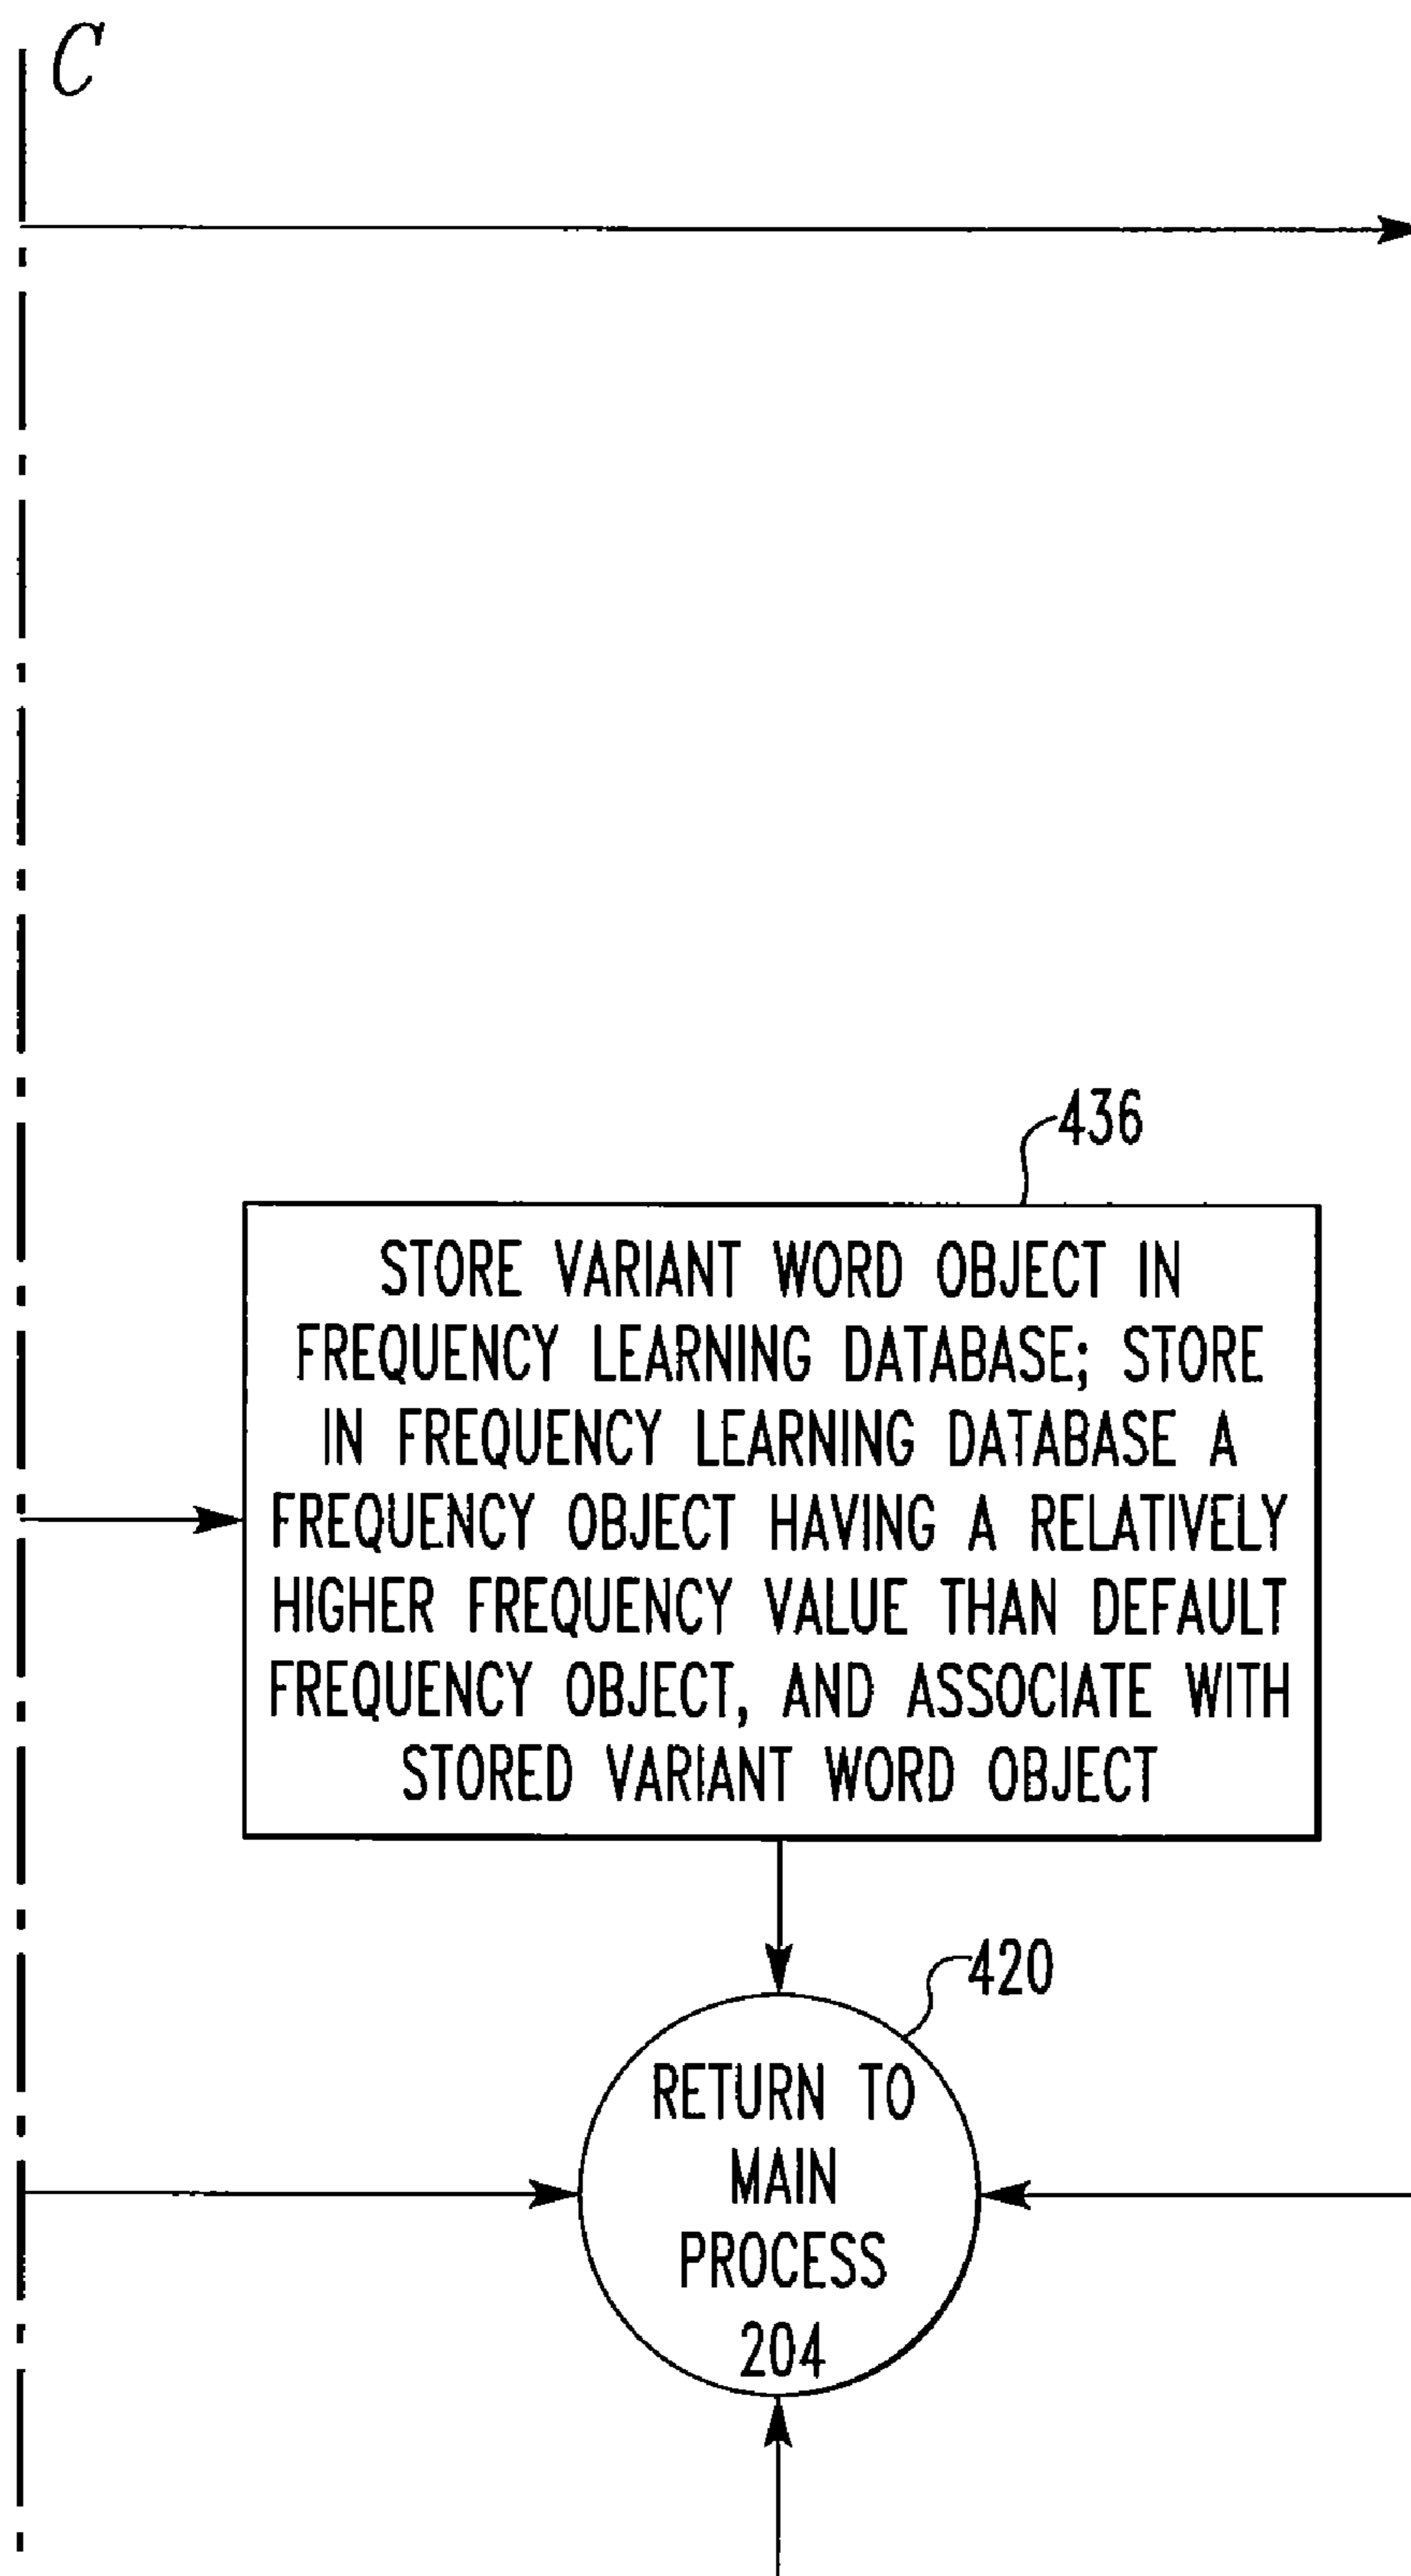 C
436
STORE VARIANT WORD OBJECT IN
FREQUENCY LEARNING DATABASE; STORE
IN FREQUENCY LEARNING DATABASE A
FREQUENCY OBJECT HAVING A RELATIVELY
HIGHER FREQUENCY VALUE THAN DEFAULT
FREQUENCY OBJECT, AND ASSOCIATE WITH
STORED VARIANT WORD OBJECT
420
RETURN TO
MAIN
PROCESS
204